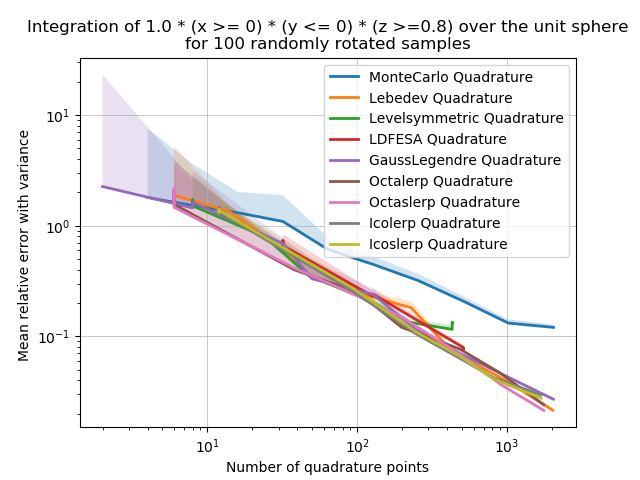 Integration of 1.0 * (x >= 0) * (y <= 0) * (z >=0.8) over the unit sphere
for 100 randomly rotated samples
MonteCarlo Quadrature
Lebedev Quadrature
Levelsymmetric Quadrature
LDFESA Quadrature
GaussLegendre Quadrature
Octalerp Quadrature
Octaslerp Quadrature
Icolerp Quadrature
Icoslerp Quadrature
Mean relative error with variance
10¹
10⁰
10⁻¹
10¹
10²
10³
Number of quadrature points